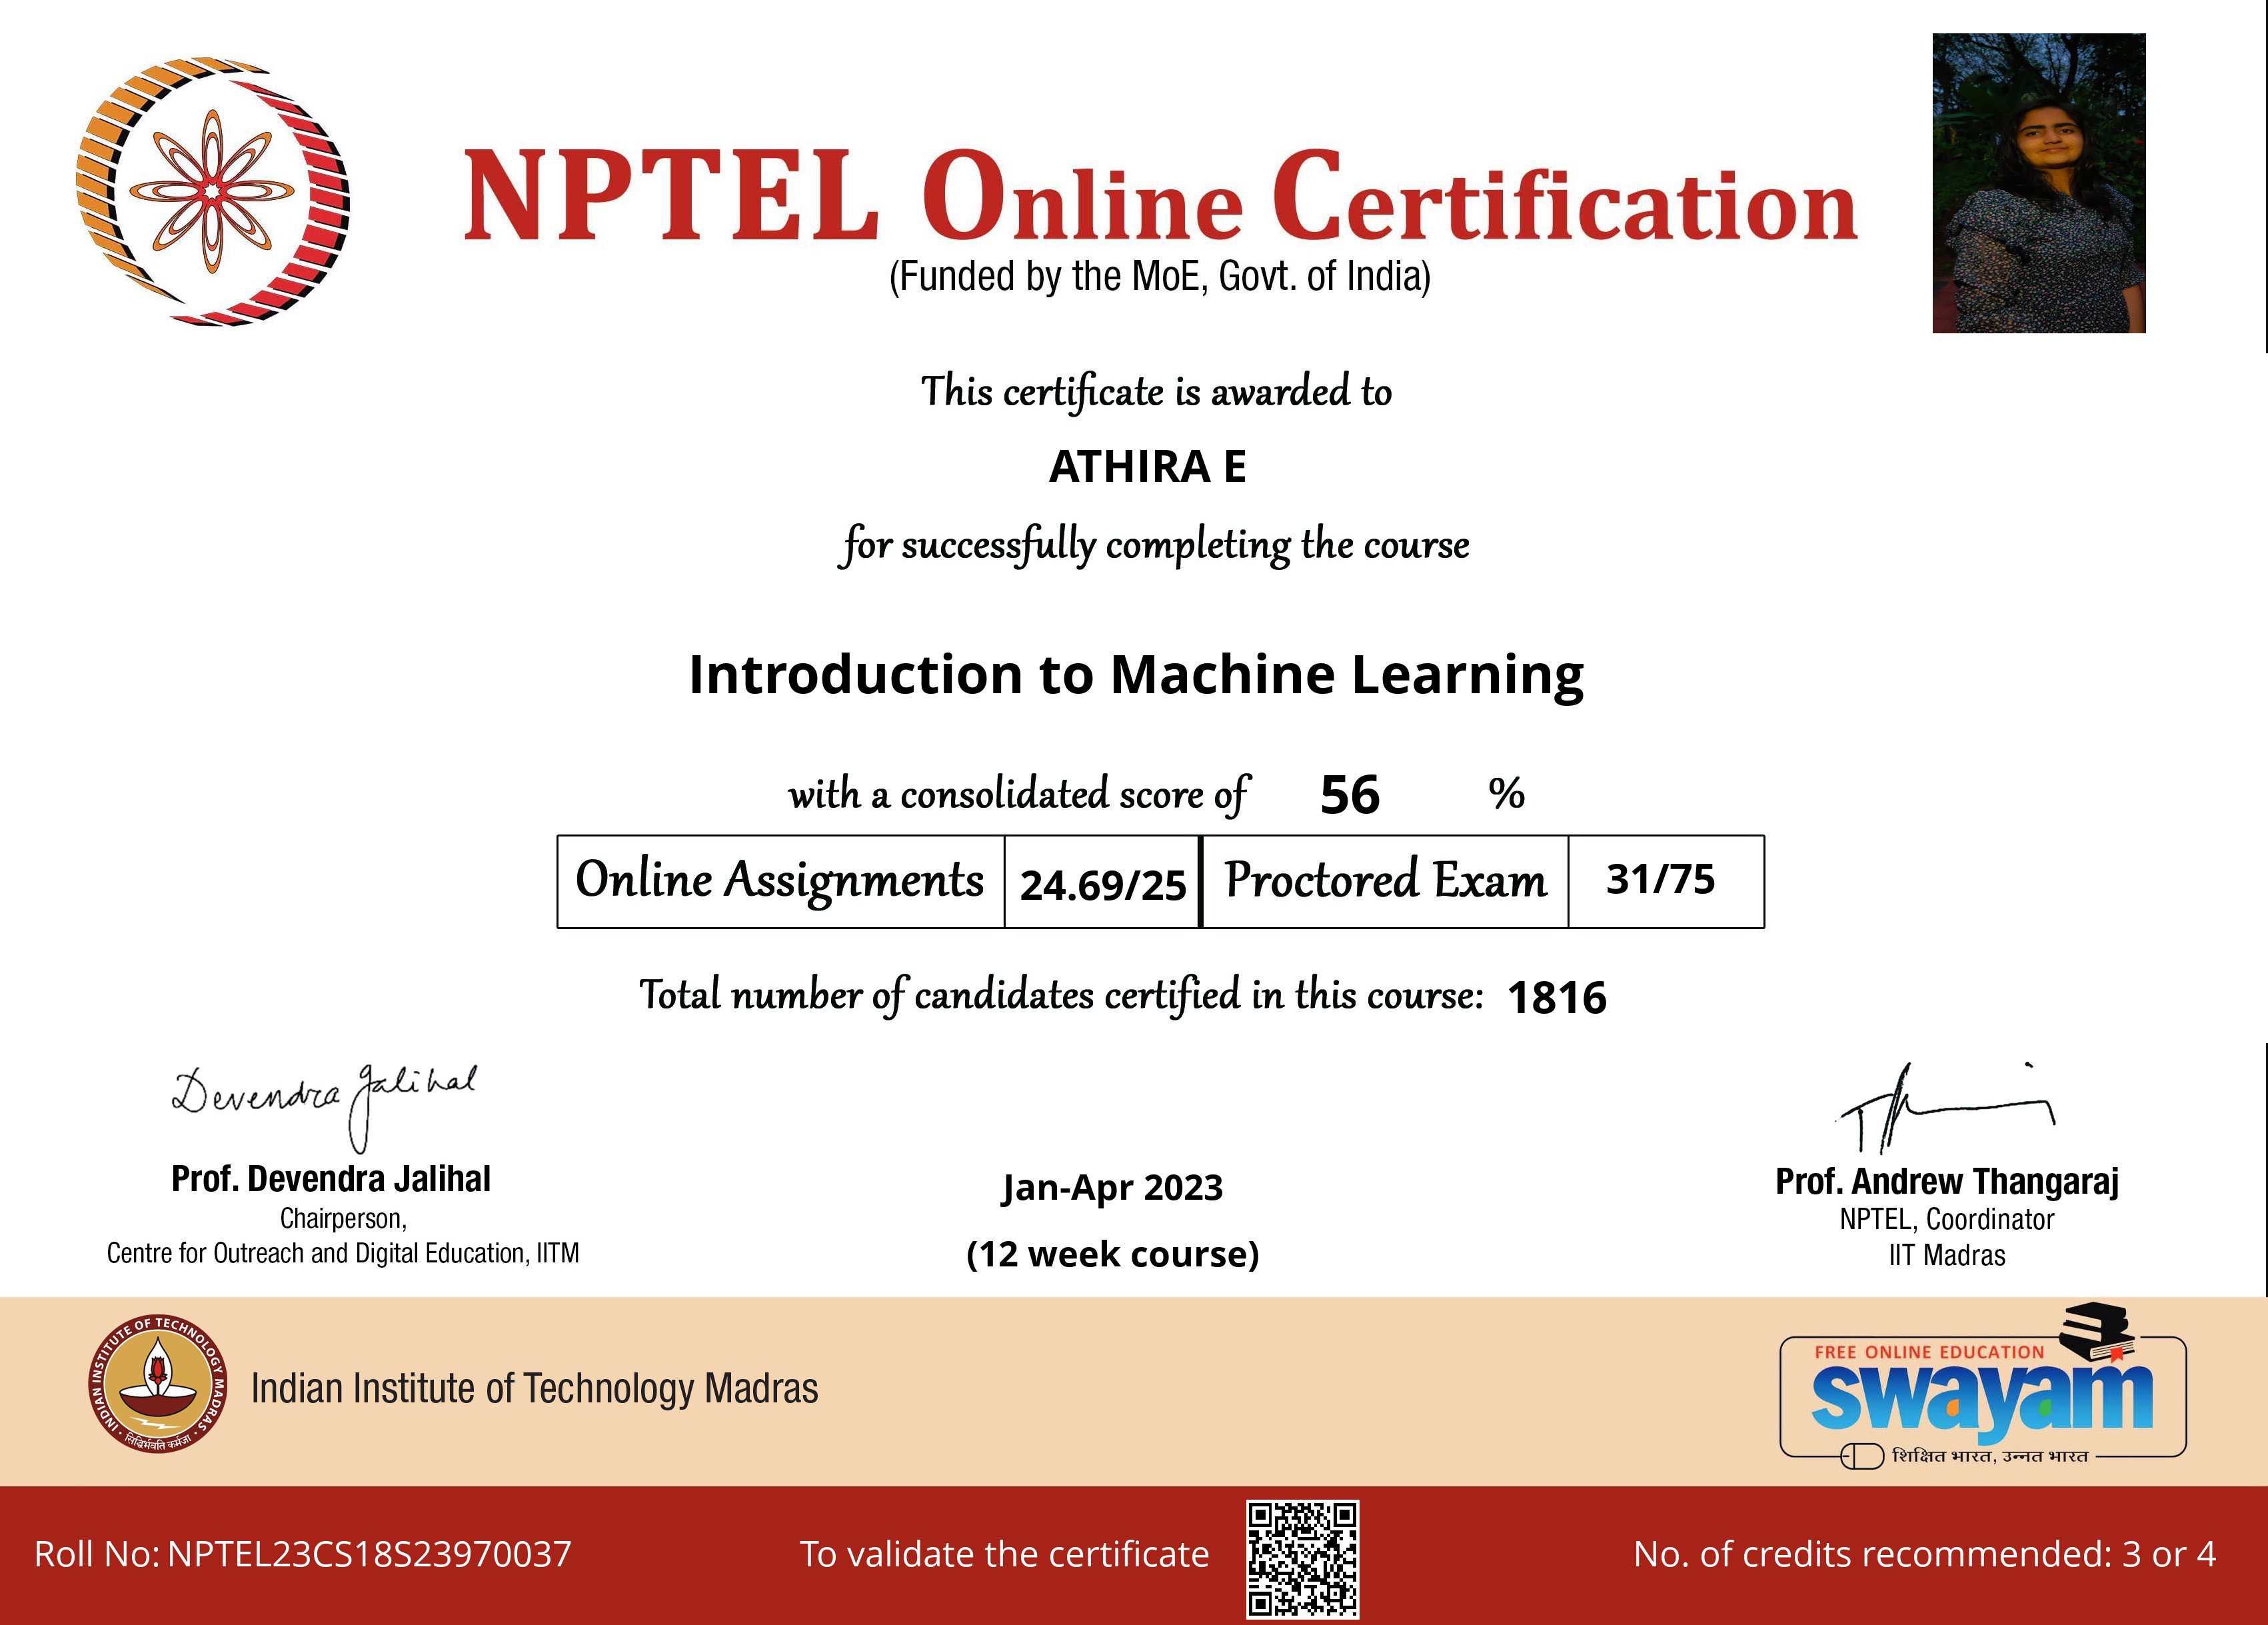 NPTEL Online Certification
(Funded by the MoE, Govt. of India)
This certificate is awarded to
ATHIRA E
for successfully completing the course
Introduction to Machine Learning
with a consolidated score of 56 %
Online Assignments 24.69/25 Proctored Exam 31/75
Total number of candidates certified in this course: 1816
Devendra Jalihal
Prof. Devendra Jalihal
Chairperson,
Centre for Outreach and Digital Education, IITM
Jan-Apr 2023
(12 week course)
Prof. Andrew Thangaraj
NPTEL, Coordinator
IIT Madras
INDIAN INSTITUTE OF TECHNOLOGY MADRAS
सिद्धिर्भवति कर्मजा
Indian Institute of Technology Madras
FREE ONLINE EDUCATION
swayam
शिक्षित भारत, उन्नत भारत
Roll No: NPTEL23CS18S23970037
To validate the certificate
No. of credits recommended: 3 or 4